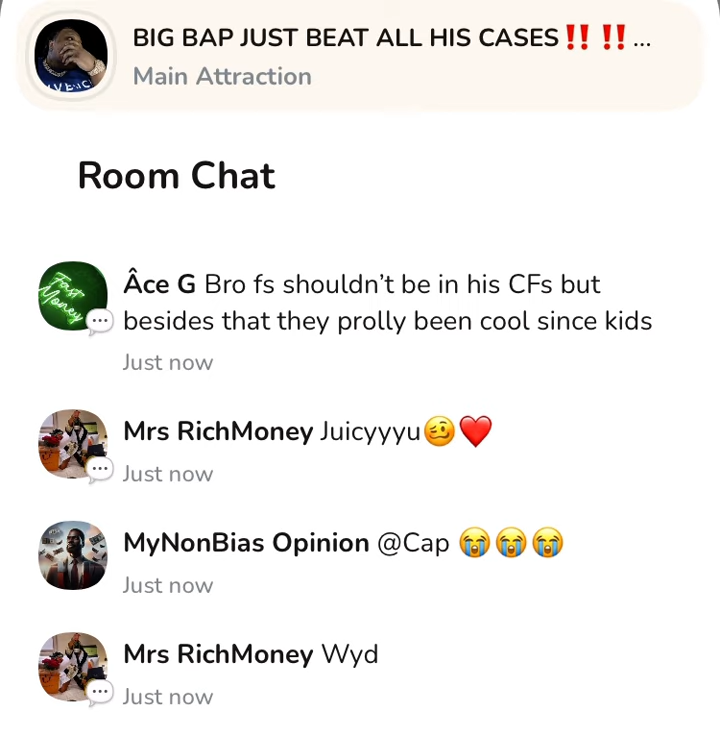 BIG BAP JUST BEAT ALL HIS CASES‼️ ‼️...
Main Attraction
Room Chat
Fast
Money
Âce G Bro fs shouldn’t be in his CFs but
besides that they prolly been cool since kids
Just now
Mrs RichMoney Juicyyyu🥴❤️
Just now
MyNonBias Opinion @Cap 😭😭😭
Just now
Mrs RichMoney Wyd
Just now